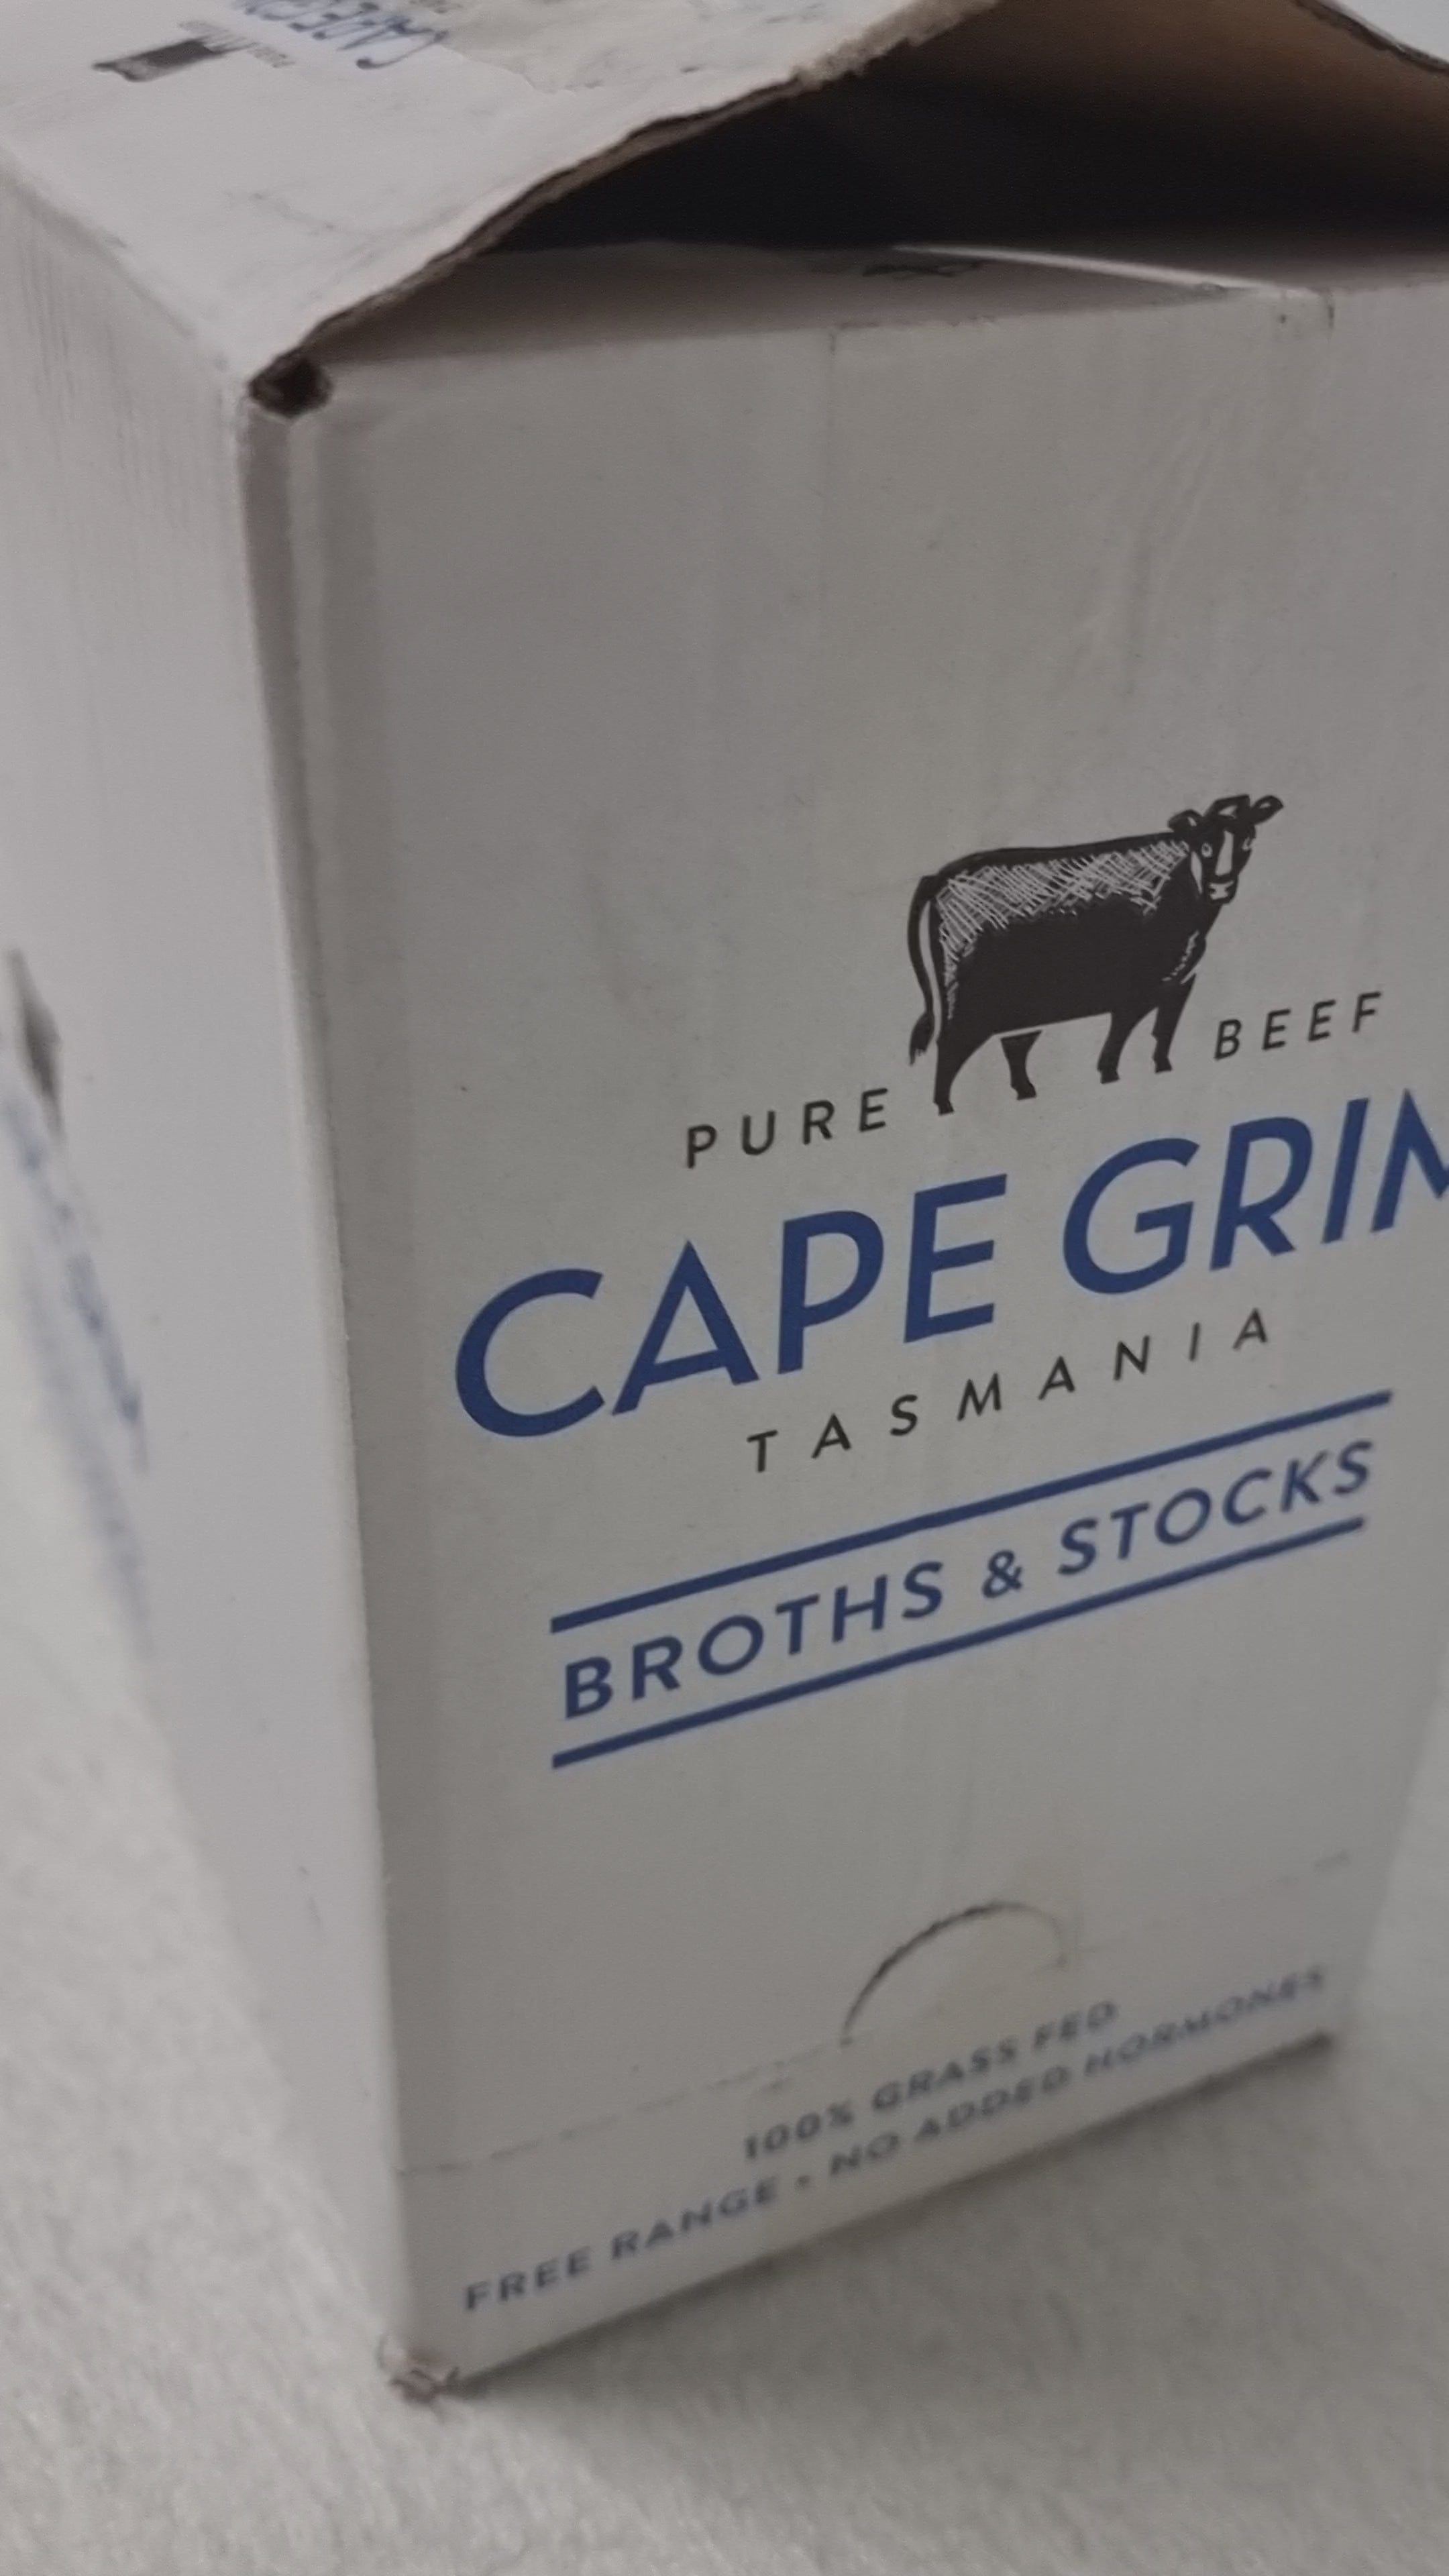 PURE BEEF
CAPE GRIM
TASMANIA
BROTHS & STOCKS
100% GRASS FED
FREE RANGE • NO ADDED HORMONES